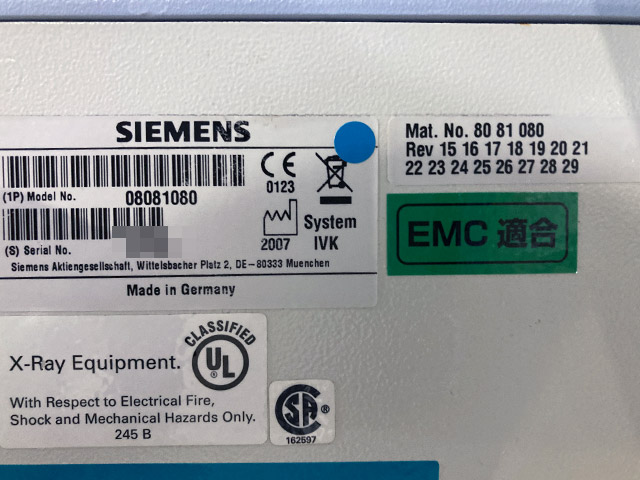 SIEMENS
(1P) Model No. 08081080
(S) Serial No.
0123
2007
System
IVK
Siemens Aktiengesellschaft, Wittelsbacher Platz 2, DE-80333 Muenchen
Made in Germany
Mat. No. 80 81 080
Rev 15 16 17 18 19 20 21
22 23 24 25 26 27 28 29
EMC 適合
X-Ray Equipment.
CLASSIFIED
UL
®
With Respect to Electrical Fire,
Shock and Mechanical Hazards Only.
245 B
SA ®
162597